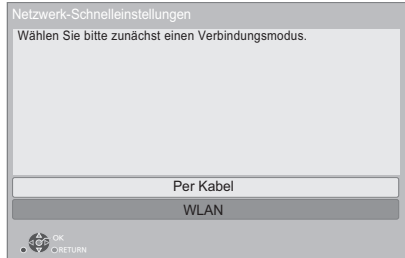 Netzwerk-Schnelleinstellungen
Wählen Sie bitte zunächst einen Verbindungsmodus.
Per Kabel
WLAN
OK
RETURN